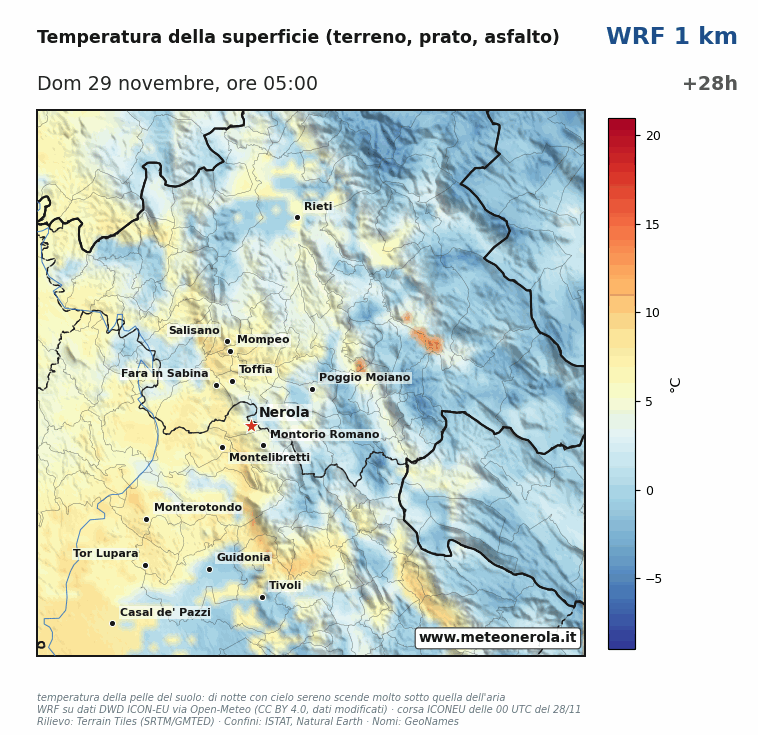 Temperatura della superficie (terreno, prato, asfalto)
WRF 1 km
Dom 29 novembre, ore 05:00
+28h
Rieti
Salisano
Mompeo
Fara in Sabina
Toffia
Poggio Moiano
Nerola
Montorio Romano
Montelibretti
Monterotondo
Tor Lupara
Guidonia
Tivoli
Casal de' Pazzi
www.meteonerola.it
20
15
10
5
0
−5
°C
temperatura della pelle del suolo: di notte con cielo sereno scende molto sotto quella dell'aria
WRF su dati DWD ICON-EU via Open-Meteo (CC BY 4.0, dati modificati) · corsa ICONEU delle 00 UTC del 28/11
Rilievo: Terrain Tiles (SRTM/GMTED) · Confini: ISTAT, Natural Earth · Nomi: GeoNames